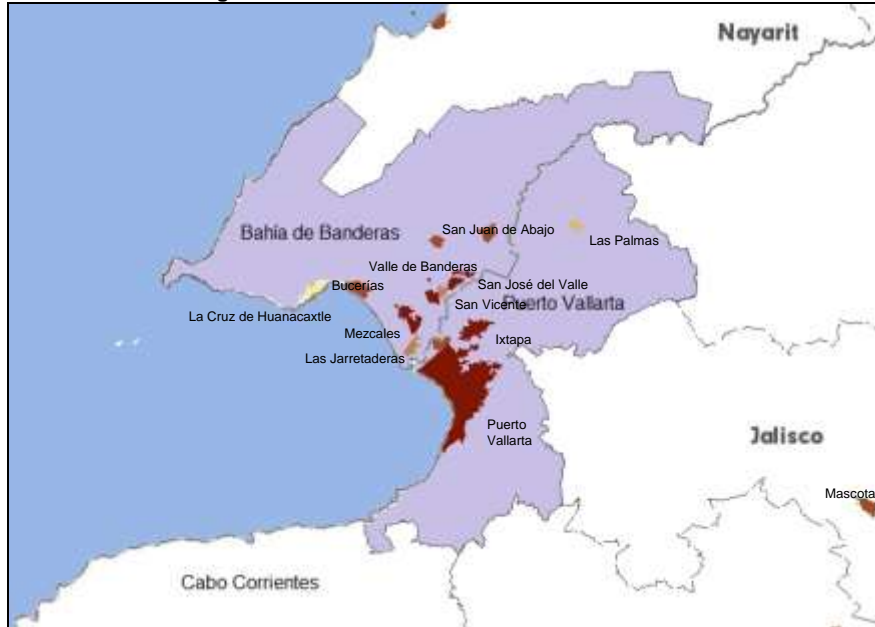 Nayarit
Bahía de Banderas
San Juan de Abajo
Las Palmas
Valle de Banderas
Bucerías
San José del Valle
La Cruz de Huanacaxtle
San Vicente
Puerto Vallarta
Mezcales
Ixtapa
Las Jarretaderas
Puerto
Vallarta
Jalisco
Mascota
Cabo Corrientes